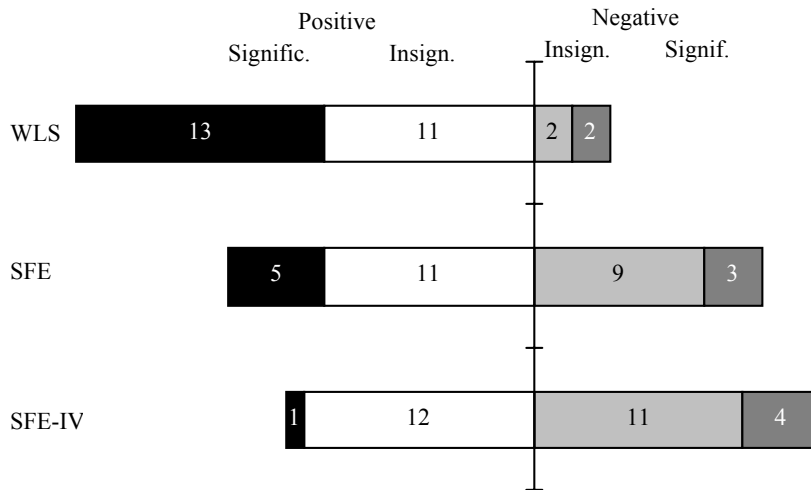 Positive Negative
Signific. Insign. Insign. Signif.
WLS 13 11 2 2
SFE 5 11 9 3
SFE-IV 1 12 11 4